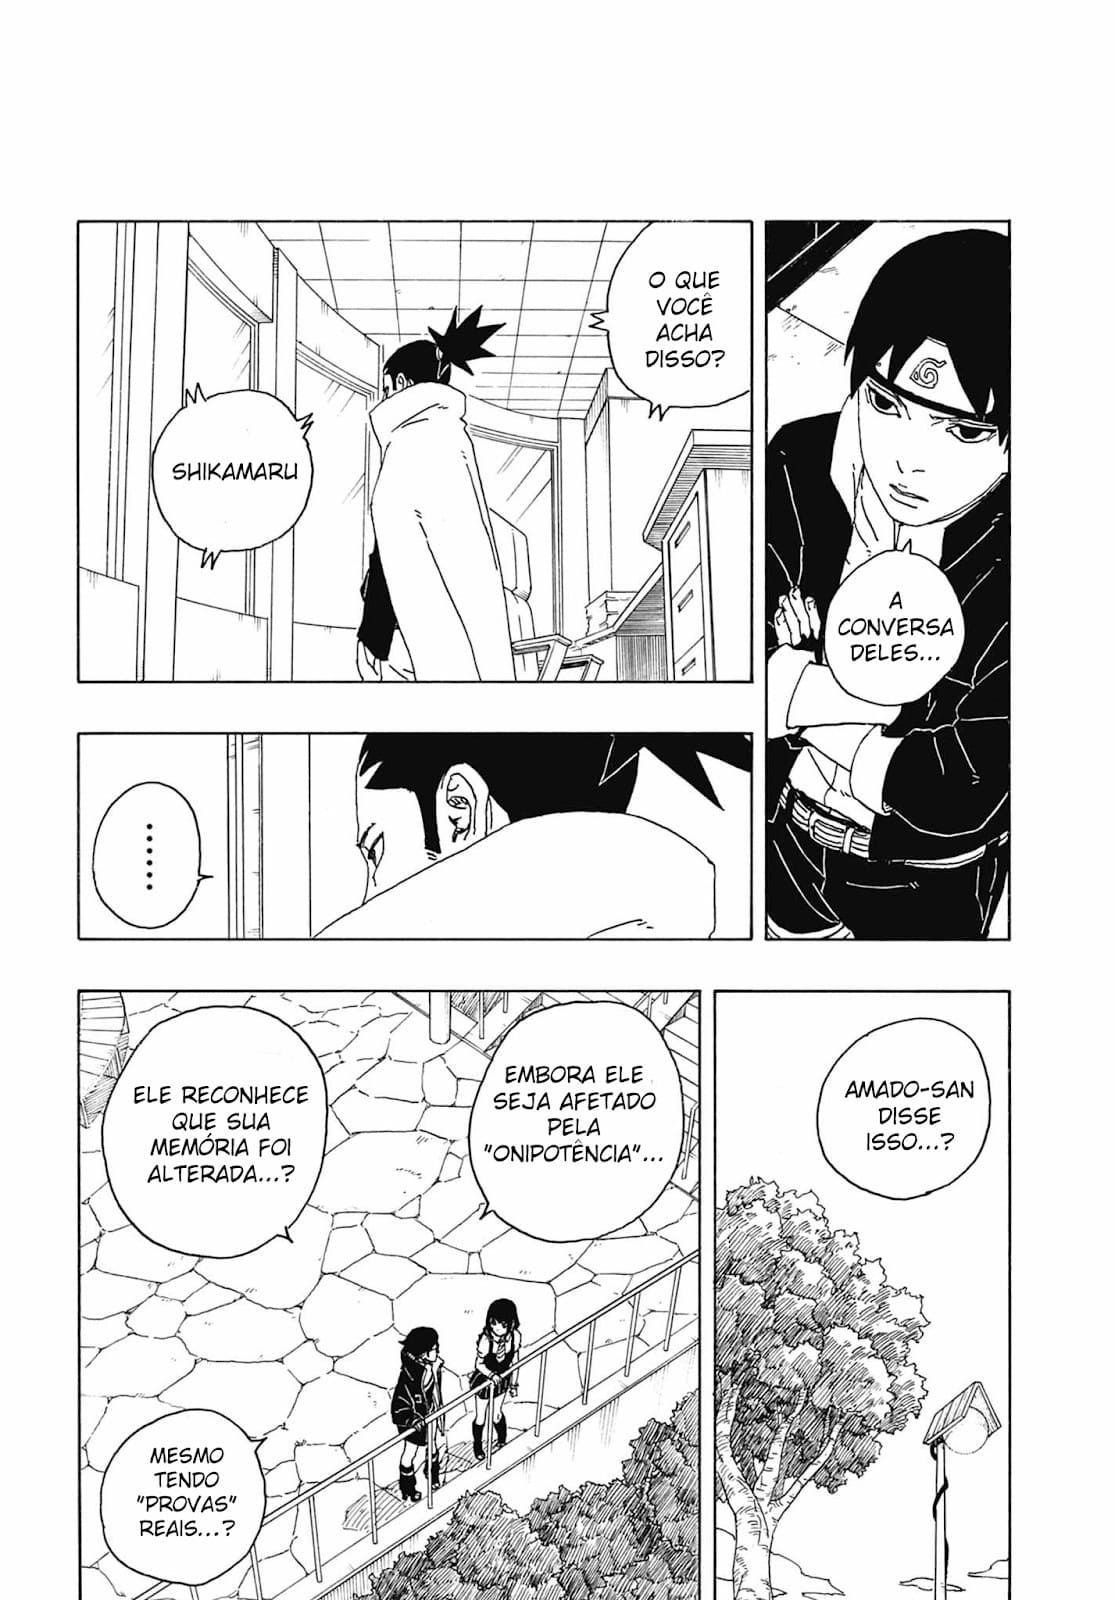 A
CONVERSA
DELES...
O QUE
VOCÊ
ACHA
DISSO?
SHIKAMARU
......
AMADO-SAN
DISSE
ISSO...?
EMBORA ELE
SEJA AFETADO
PELA
"ONIPOTÊNCIA"...
ELE RECONHECE
QUE SUA
MEMÓRIA FOI
ALTERADA...?
MESMO
TENDO
"PROVAS"
REAIS...?